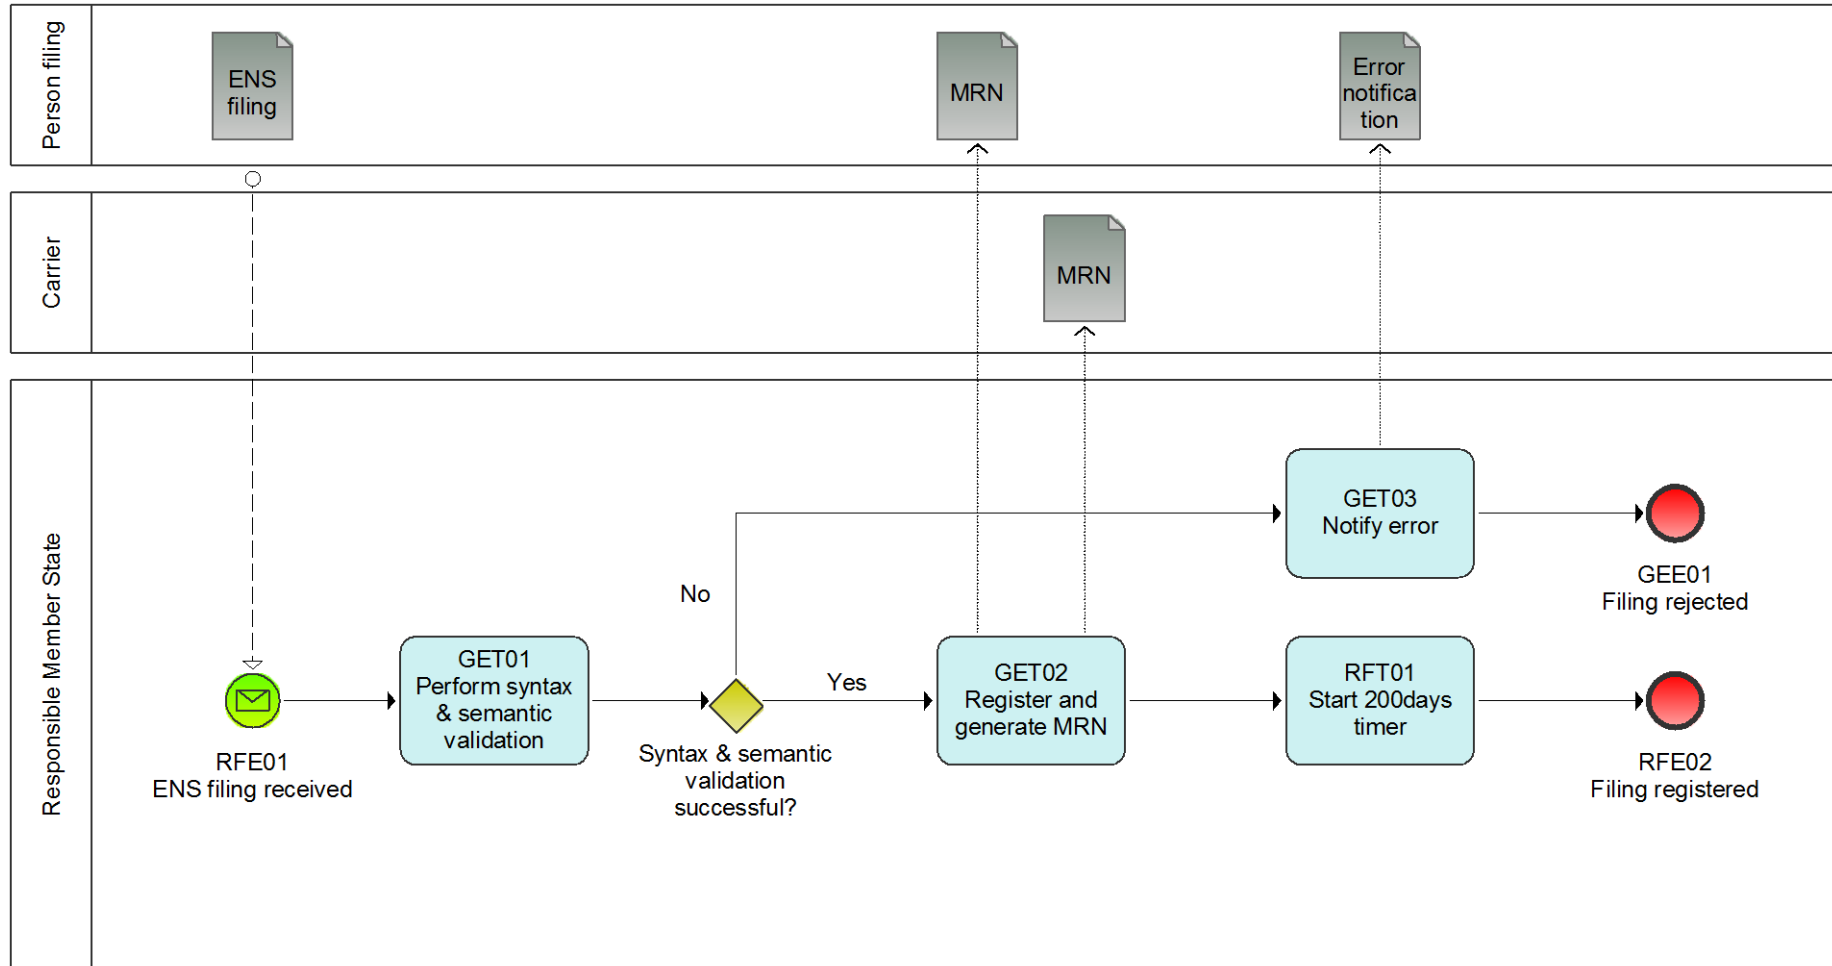 Person filing
ENS
filing
MRN
Error
notifica
tion
Carrier
MRN
Responsible Member State
GET03
Notify error
GEE01
Filing rejected
No
Yes
RFE01
ENS filing received
GET01
Perform syntax
& semantic
validation
Syntax & semantic
validation
successful?
GET02
Register and
generate MRN
RFT01
Start 200days
timer
RFE02
Filing registered